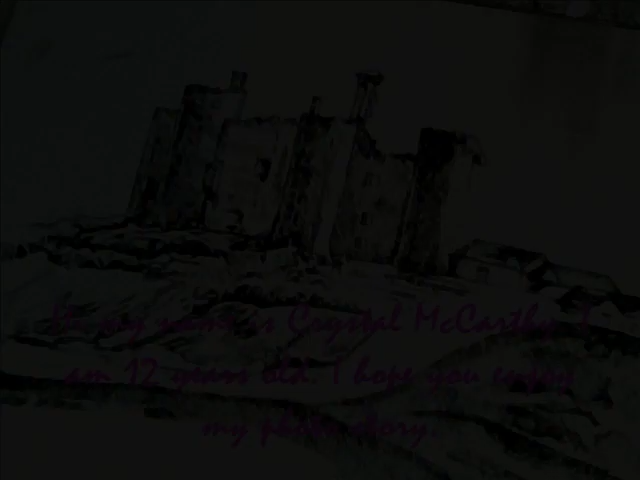 Hi, my name is Crystal McCarthy. I
am 12 years old. I hope you enjoy
my photo story.